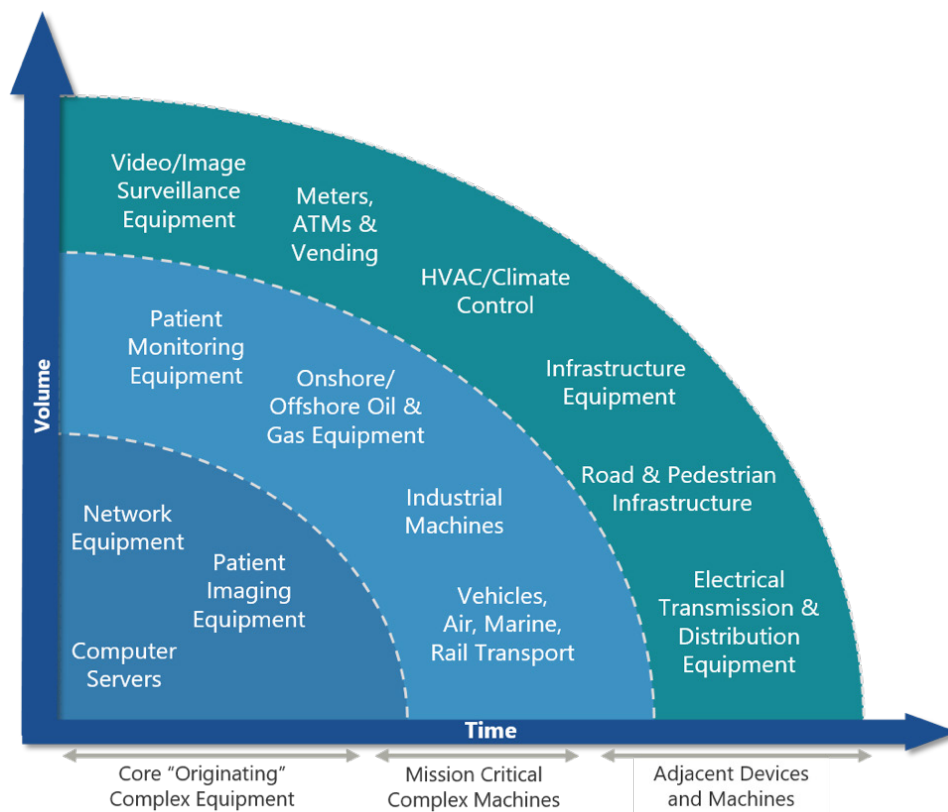 Video/Image
Surveillance
Equipment
Meters,
ATMs &
Vending
HVAC/Climate
Control
Patient
Monitoring
Equipment
Onshore/
Offshore Oil &
Gas Equipment
Infrastructure
Equipment
Volume
Road & Pedestrian
Infrastructure
Industrial
Machines
Network
Equipment
Patient
Imaging
Equipment
Vehicles,
Air, Marine,
Rail Transport
Electrical
Transmission &
Distribution
Equipment
Computer
Servers
Time
Core “Originating”
Complex Equipment
Mission Critical
Complex Machines
Adjacent Devices
and Machines